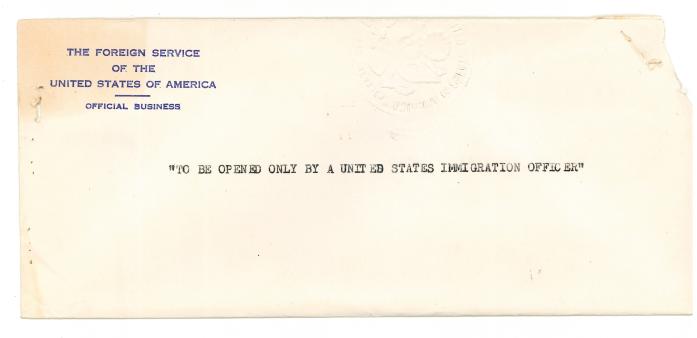 THE FOREIGN SERVICE
OF THE
UNITED STATES OF AMERICA
OFFICIAL BUSINESS
"TO BE OPENED ONLY BY A UNITED STATES IMMIGRATION OFFICER"